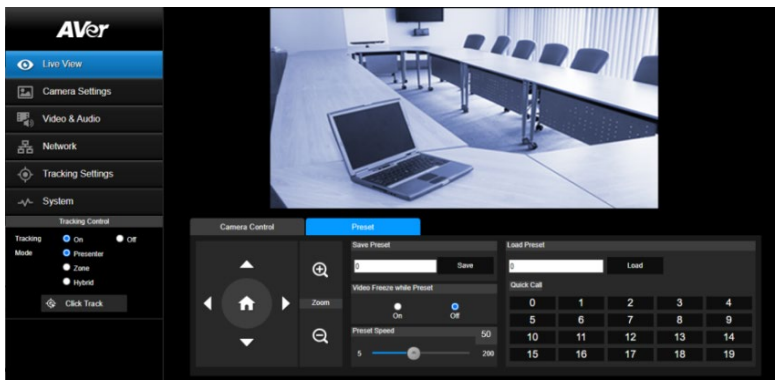 AVer
Live View
Camera Settings
Video & Audio
Network
Tracking Settings
System
Tracking Control
Tracking On Off
Mode Presenter
Zone
Hybrid
Click Track
Camera Control Preset
Zoom
Save Preset
0 Save
Video Freeze while Preset
On Off
Preset Speed 50
5 200
Load Preset
0 Load
Quick Call
0 1 2 3 4
5 6 7 8 9
10 11 12 13 14
15 16 17 18 19